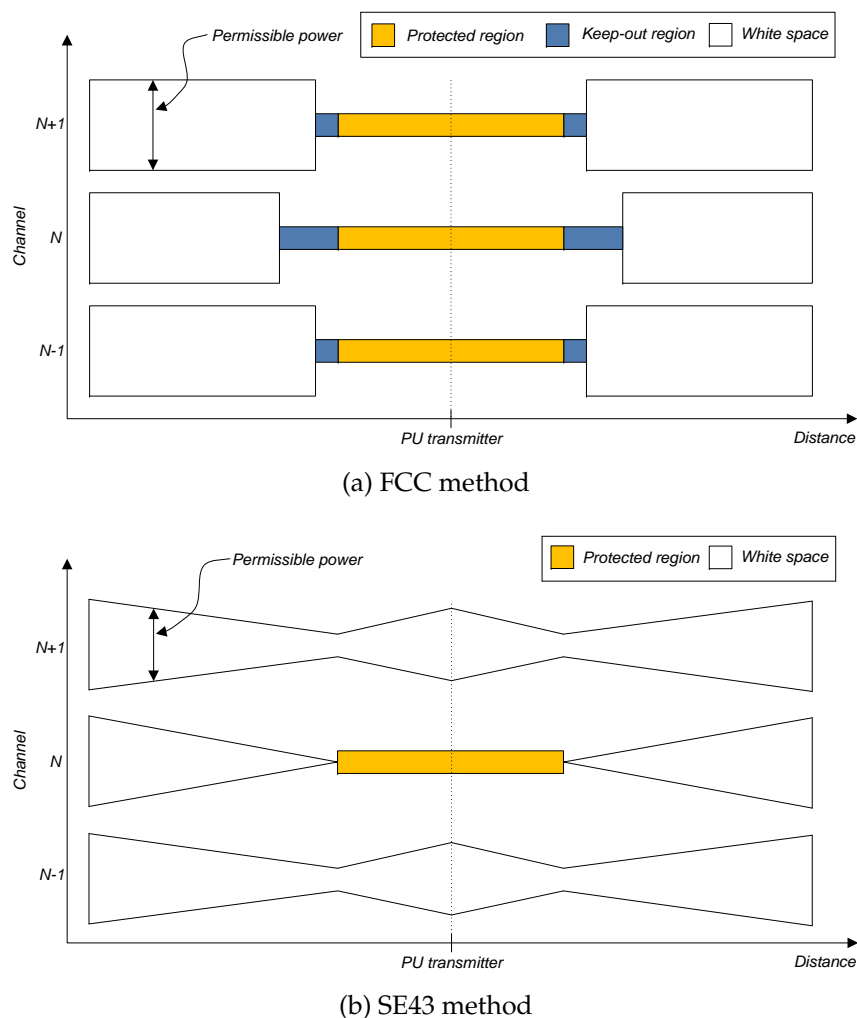 Permissible power
Protected region
Keep-out region
White space
N+1
N
N-1
Channel
PU transmitter
Distance
(a) FCC method
Permissible power
Protected region
White space
N+1
N
N-1
Channel
PU transmitter
Distance
(b) SE43 method